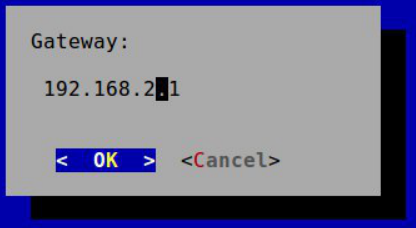 Gateway:
192.168.2.1
<  OK  > <Cancel>